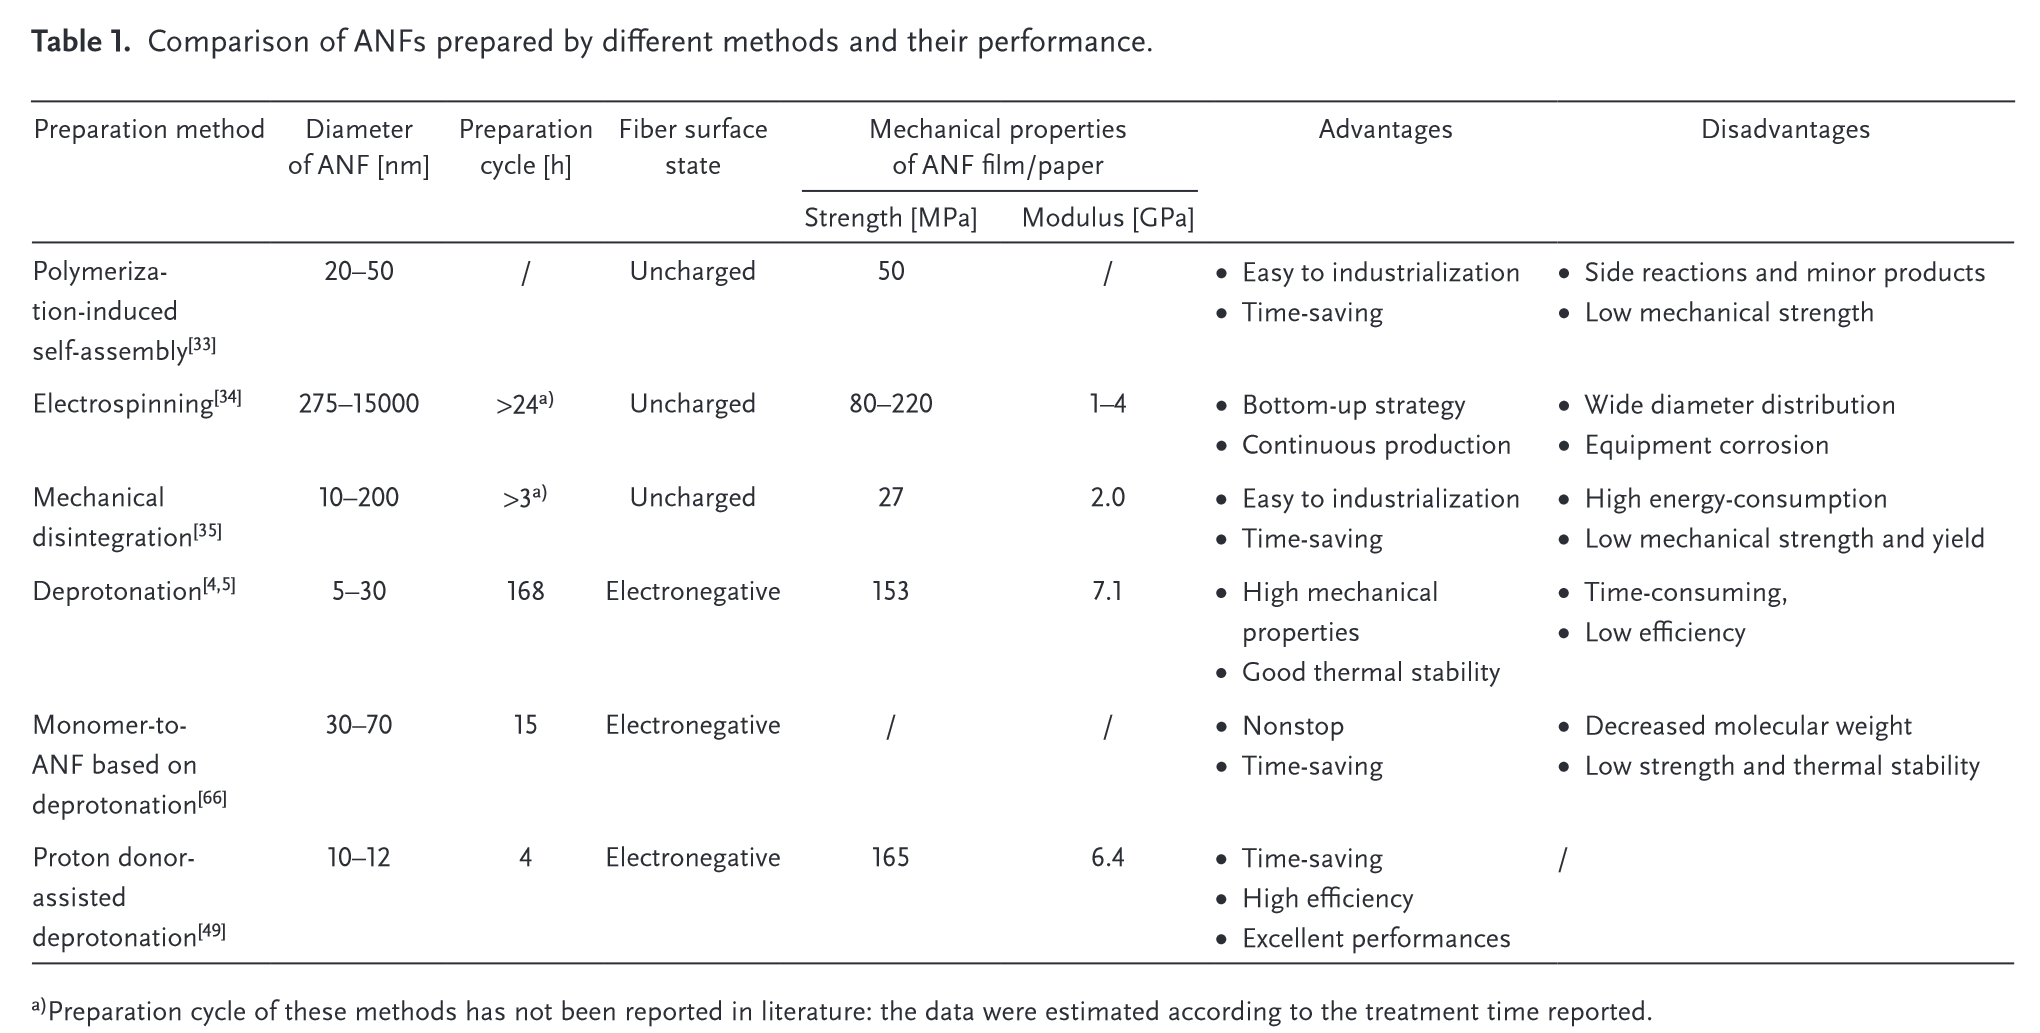 Table 1. Comparison of ANFs prepared by different methods and their performance.
Preparation method Diameter of ANF [nm] Preparation cycle [h] Fiber surface state Mechanical properties of ANF film/paper Advantages Disadvantages
Strength [MPa] Modulus [GPa]
Polymeriza- 20–50 / Uncharged 50 / • Easy to industrialization • Side reactions and minor products
tion-induced • Time-saving • Low mechanical strength
self-assembly[33]
Electrospinning[34] 275–15000 >24a) Uncharged 80–220 1–4 • Bottom-up strategy • Wide diameter distribution
• Continuous production • Equipment corrosion
Mechanical 10–200 >3a) Uncharged 27 2.0 • Easy to industrialization • High energy-consumption
disintegration[35] • Time-saving • Low mechanical strength and yield
Deprotonation[4,5] 5–30 168 Electronegative 153 7.1 • High mechanical • Time-consuming,
properties • Low efficiency
• Good thermal stability
Monomer-to- 30–70 15 Electronegative / / • Nonstop • Decreased molecular weight
ANF based on • Time-saving • Low strength and thermal stability
deprotonation[66]
Proton donor- 10–12 4 Electronegative 165 6.4 • Time-saving /
assisted • High efficiency
deprotonation[49] • Excellent performances
a)Preparation cycle of these methods has not been reported in literature: the data were estimated according to the treatment time reported.